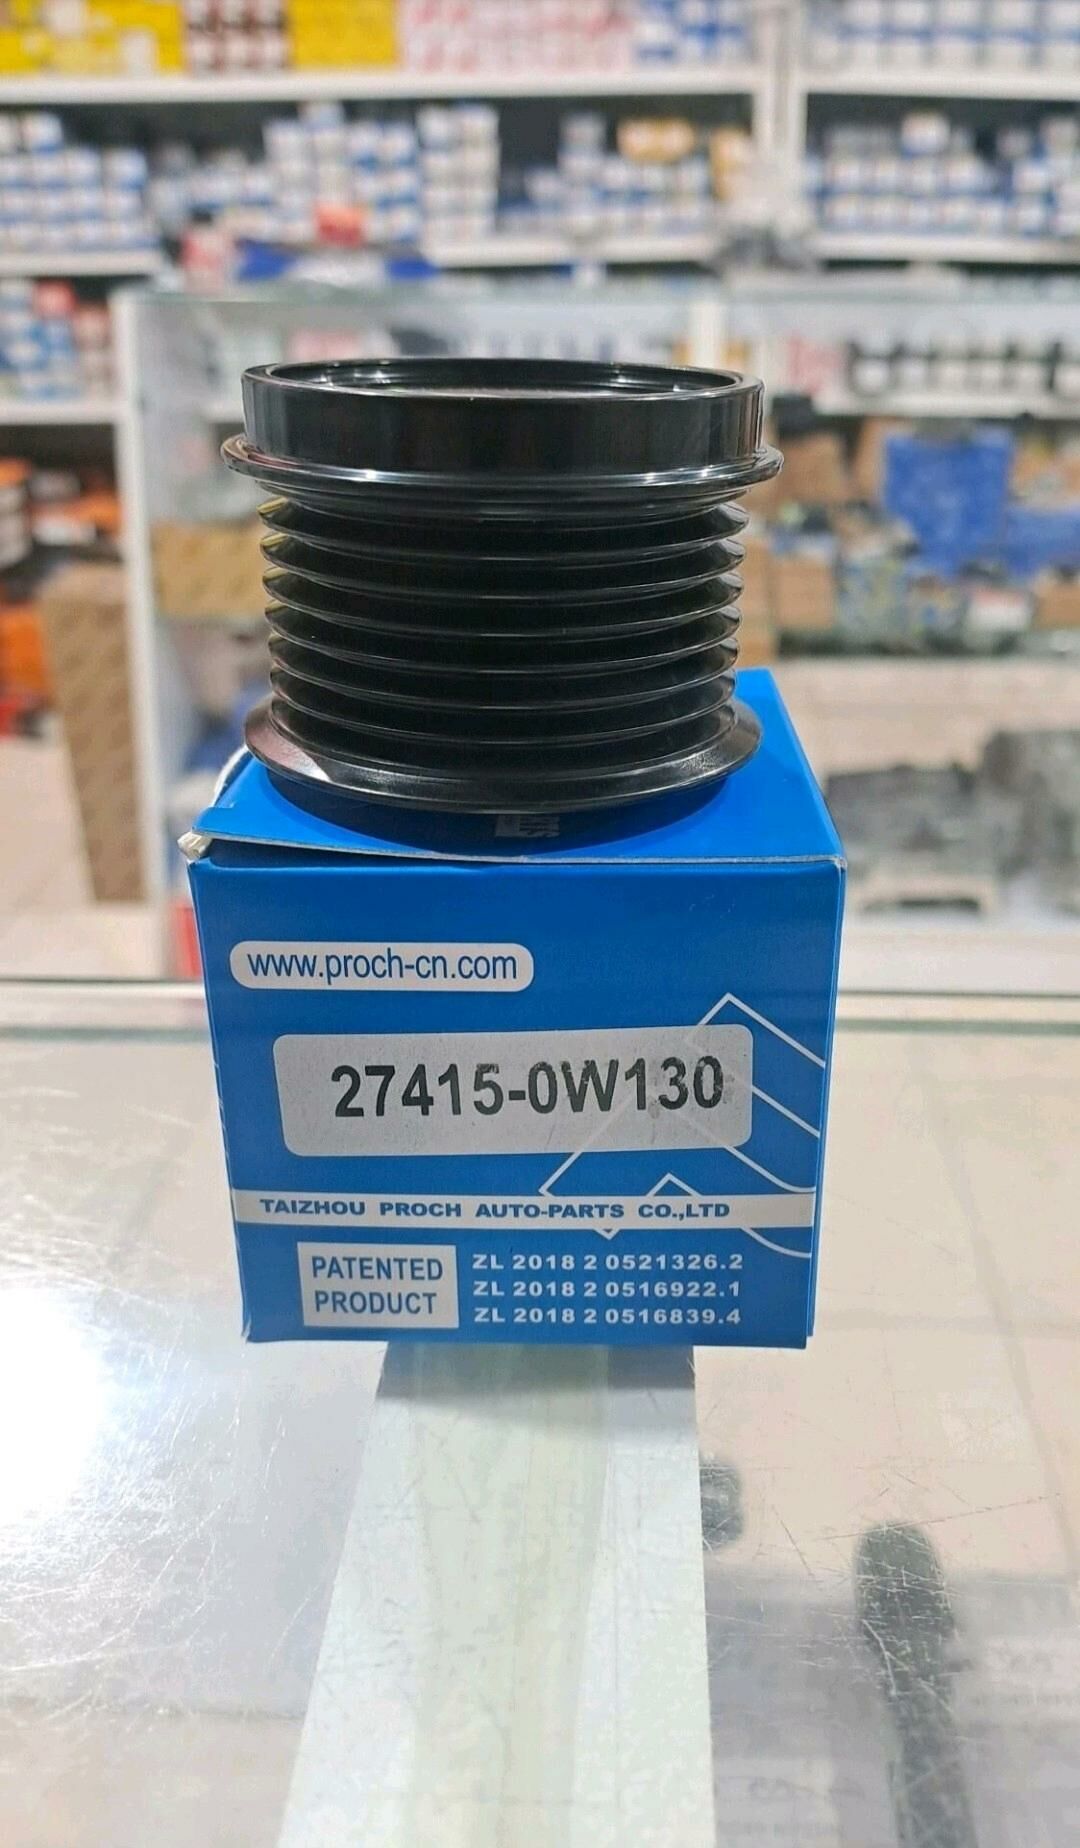 www.proch-cn.com
27415-0W130
TAIZHOU PROCH AUTO-PARTS CO.,LTD
PATENTED
PRODUCT
ZL 2018 2 0521326.2
ZL 2018 2 0516922.1
ZL 2018 2 0516839.4